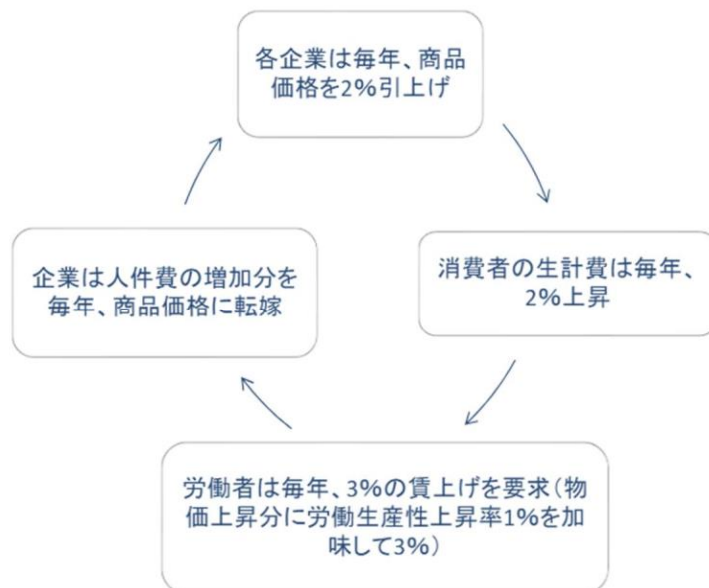 各企業は毎年、商品
価格を2%引上げ
消費者の生計費は毎年、
2%上昇
労働者は毎年、3%の賃上げを要求(物
価上昇分に労働生産性上昇率1%を加
味して3%)
企業は人件費の増加分を
毎年、商品価格に転嫁